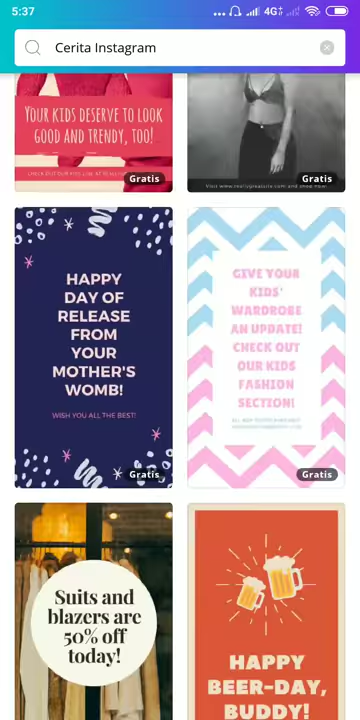 5:37
4G
Cerita Instagram
YOUR KIDS DESERVE TO LOOK
GOOD AND TRENDY, TOO!
Gratis
Gratis
HAPPY
DAY OF
RELEASE
FROM
YOUR
MOTHER'S
WOMB!
WISH YOU ALL THE BEST!
Gratis
GIVE YOUR
KIDS'
WARDROBE
AN UPDATE!
CHECK OUT
OUR KIDS
FASHION
SECTION!
Gratis
Suits and
blazers are
50% off
today!
HAPPY
BEER-DAY,
BUDDY!